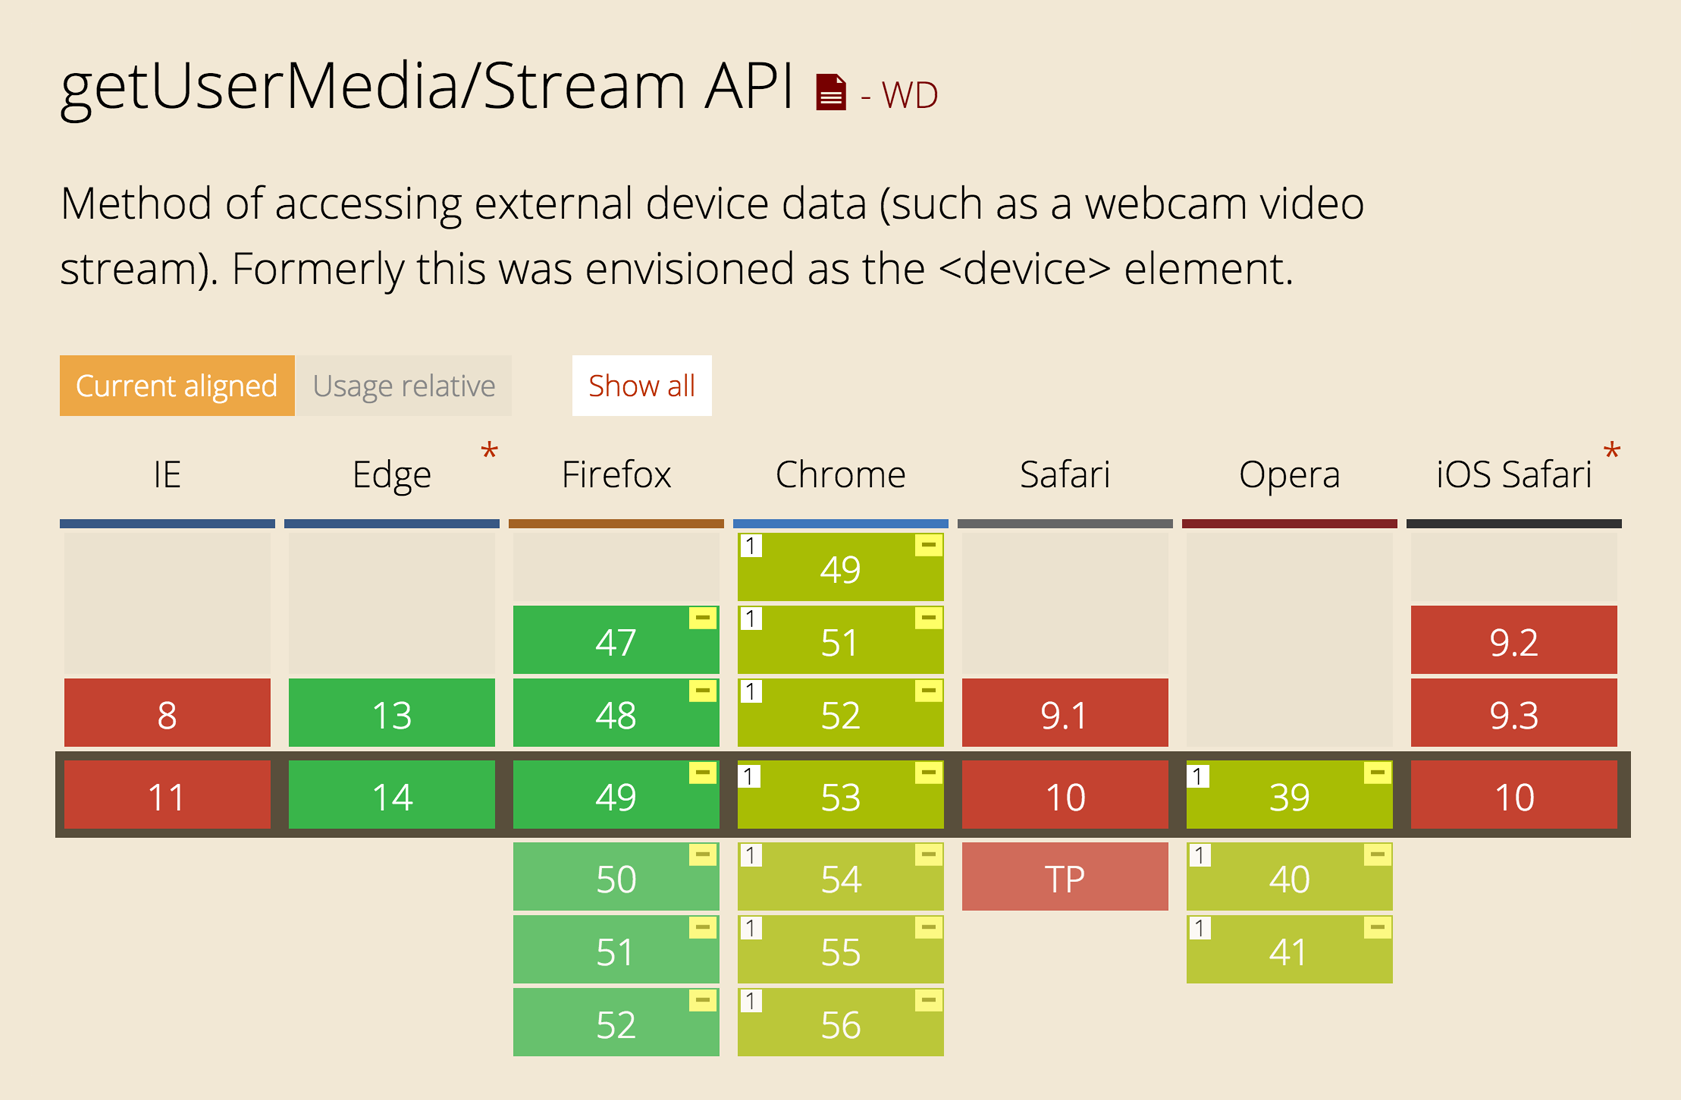 getUserMedia/Stream API - WD
Method of accessing external device data (such as a webcam video
stream). Formerly this was envisioned as the <device> element.
Current aligned Usage relative Show all
IE Edge * Firefox Chrome Safari Opera iOS Safari *
1 49 -
47 - 1 51 - 9.2
8 13 48 - 1 52 - 9.1 9.3
11 14 49 - 1 53 - 10 1 39 - 10
50 - 1 54 - TP 1 40 -
51 - 1 55 - 1 41 -
52 - 1 56 -